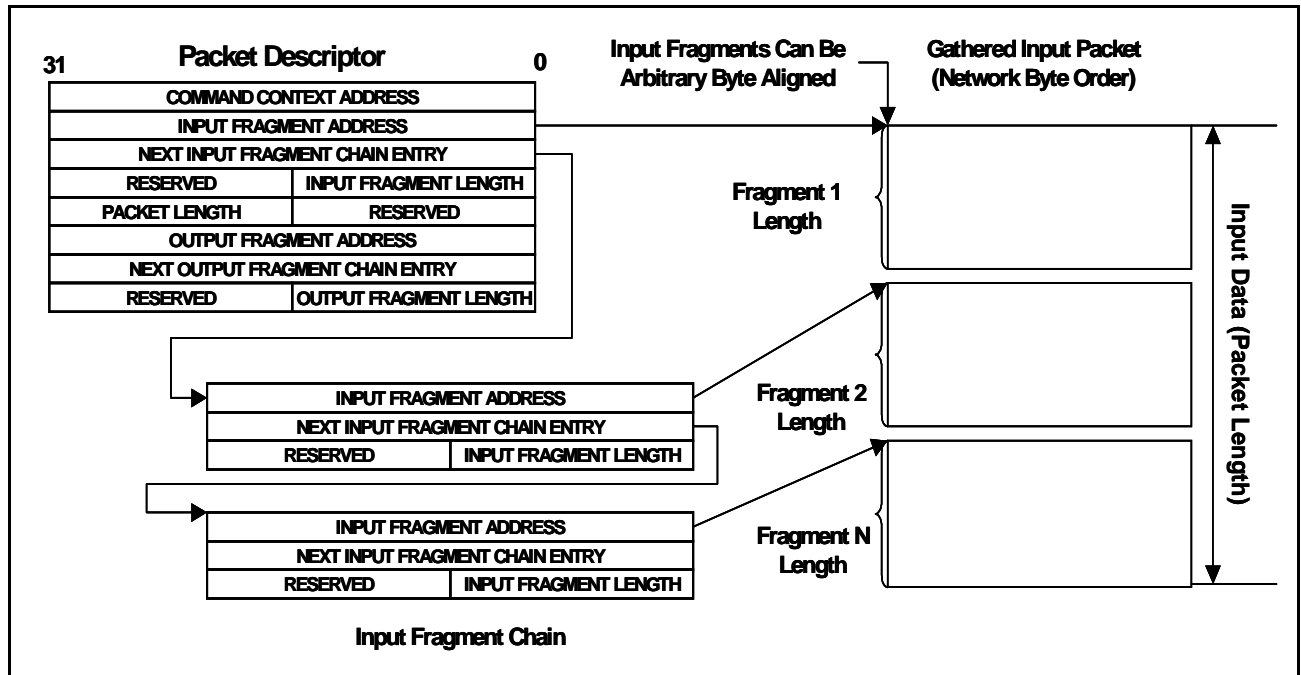 31 Packet Descriptor 0
COMMAND CONTEXT ADDRESS
INPUT FRAGMENT ADDRESS
NEXT INPUT FRAGMENT CHAIN ENTRY
RESERVED INPUT FRAGMENT LENGTH
PACKET LENGTH RESERVED
OUTPUT FRAGMENT ADDRESS
NEXT OUTPUT FRAGMENT CHAIN ENTRY
RESERVED OUTPUT FRAGMENT LENGTH
Input Fragments Can Be
Arbitrary Byte Aligned
Gathered Input Packet
(Network Byte Order)
Fragment 1
Length
Input Data (Packet Length)
INPUT FRAGMENT ADDRESS
NEXT INPUT FRAGMENT CHAIN ENTRY
RESERVED INPUT FRAGMENT LENGTH
Fragment 2
Length
INPUT FRAGMENT ADDRESS
NEXT INPUT FRAGMENT CHAIN ENTRY
RESERVED INPUT FRAGMENT LENGTH
Fragment N
Length
Input Fragment Chain